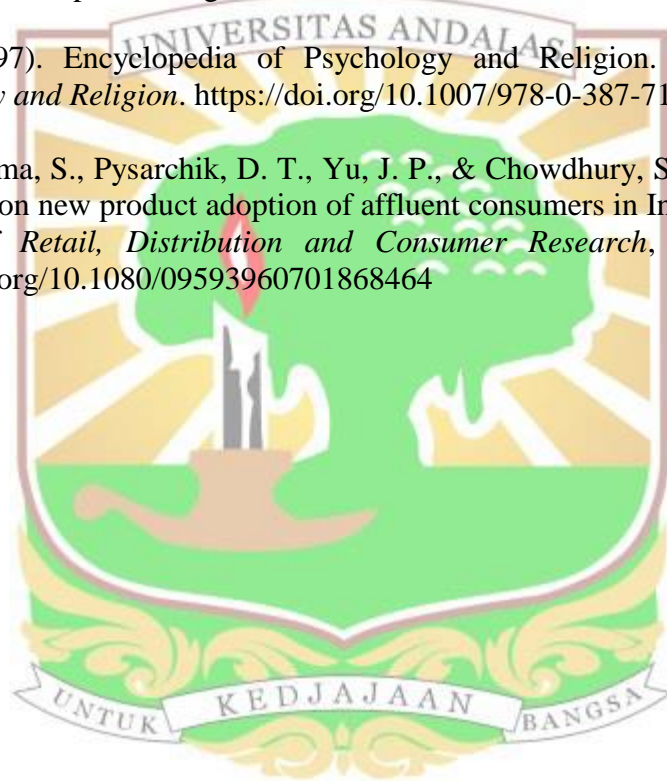 UNIVERSITAS ANDALAS
97). Encyclopedia of Psychology and Religion.
y and Religion. https://doi.org/10.1007/978-0-387-71
ma, S., Pysarchik, D. T., Yu, J. P., & Chowdhury, S
on new product adoption of affluent consumers in In
f Retail, Distribution and Consumer Research,
.org/10.1080/09593960701868464
UNTUK KEDJAJAAN BANGSA